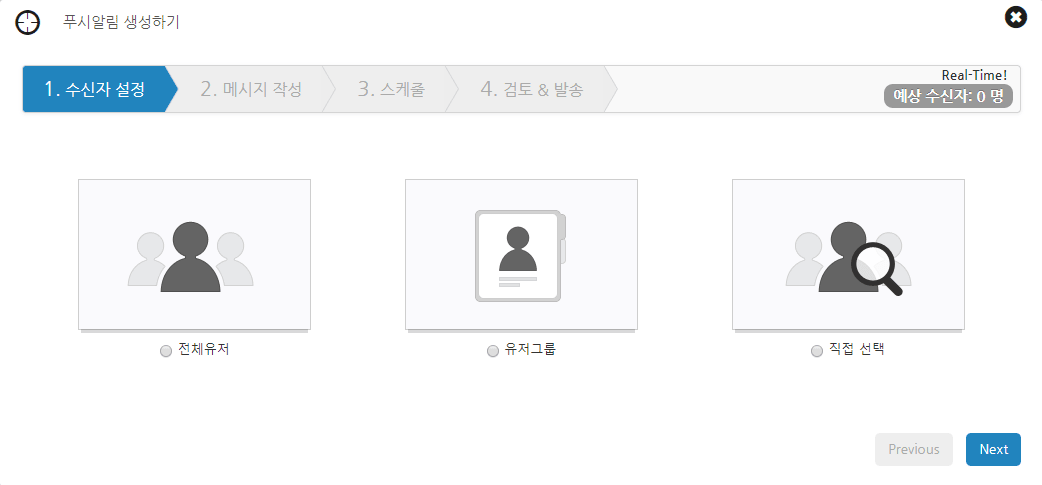 푸시알림 생성하기
1. 수신자 설정
2. 메시지 작성
3. 스케줄
4. 검토 & 발송
Real-Time!
예상 수신자: 0 명
전체유저
유저그룹
직접 선택
Previous
Next